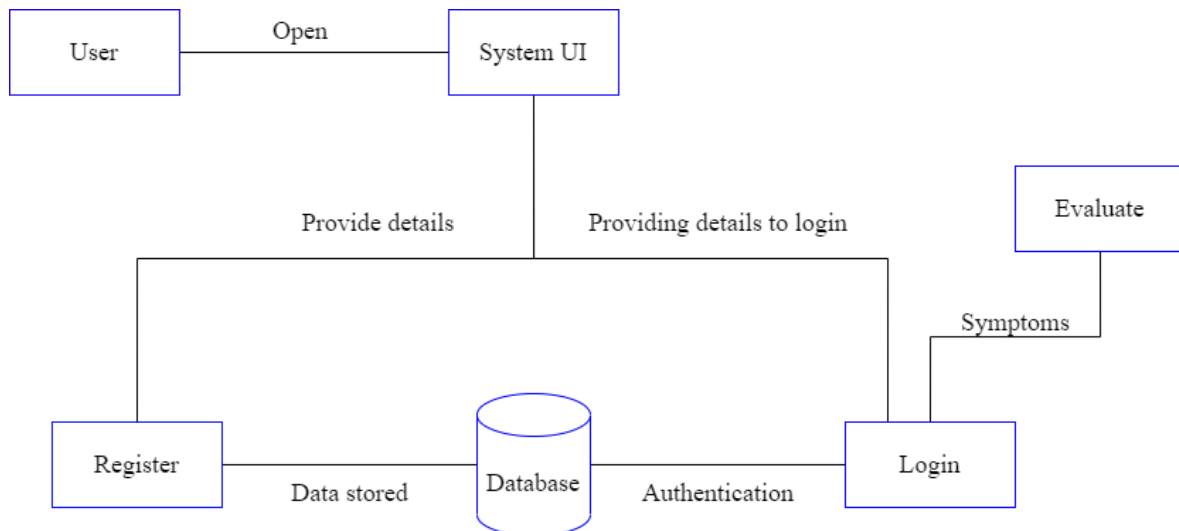 Open
User
System UI
Provide details
Providing details to login
Evaluate
Symptoms
Register
Data stored
Database
Authentication
Login